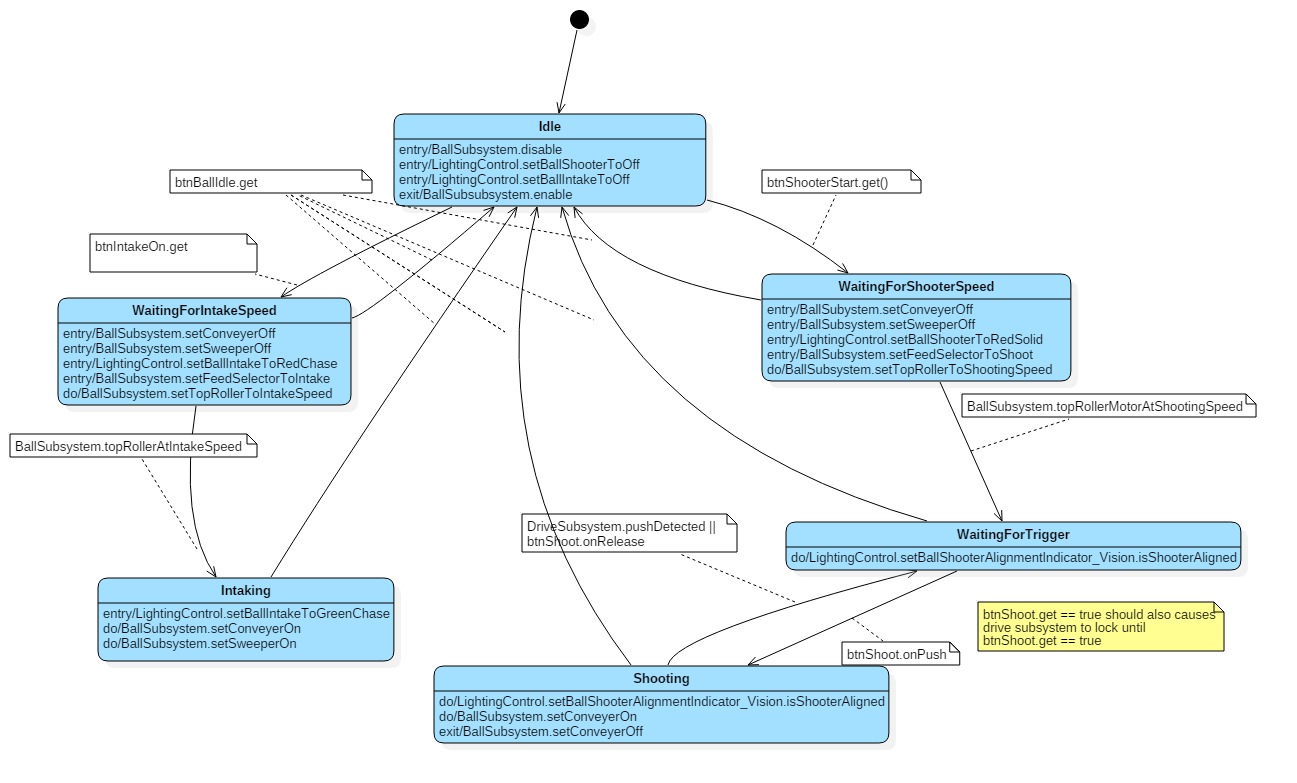 Idle
entry/BallSubsystem.disable
entry/LightingControl.setBallShooterToOff
entry/LightingControl.setBallIntakeToOff
exit/BallSubsubsystem.enable
btnBallIdle.get
btnShooterStart.get()
btnIntakeOn.get
WaitingForIntakeSpeed
entry/BallSubsystem.setConveyerOff
entry/BallSubsystem.setSweeperOff
entry/LightingControl.setBallIntakeToRedChase
entry/BallSubsystem.setFeedSelectorToIntake
do/BallSubsystem.setTopRollerToIntakeSpeed
WaitingForShooterSpeed
entry/BallSubsystem.setConveyerOff
entry/BallSubsystem.setSweeperOff
entry/LightingControl.setBallShooterToRedSolid
entry/BallSubsystem.setFeedSelectorToShoot
do/BallSubsystem.setTopRollerToShootingSpeed
BallSubsystem.topRollerMotorAtShootingSpeed
BallSubsystem.topRollerAtIntakeSpeed
DriveSubsystem.pushDetected ||
btnShoot.onRelease
WaitingForTrigger
do/LightingControl.setBallShooterAlignmentIndicator_Vision.isShooterAligned
Intaking
entry/LightingControl.setBallIntakeToGreenChase
do/BallSubsystem.setConveyerOn
do/BallSubsystem.setSweeperOn
btnShoot.get == true should also causes
drive subsystem to lock until
btnShoot.get == true
btnShoot.onPush
Shooting
do/LightingControl.setBallShooterAlignmentIndicator_Vision.isShooterAligned
do/BallSubsystem.setConveyerOn
exit/BallSubsystem.setConveyerOff